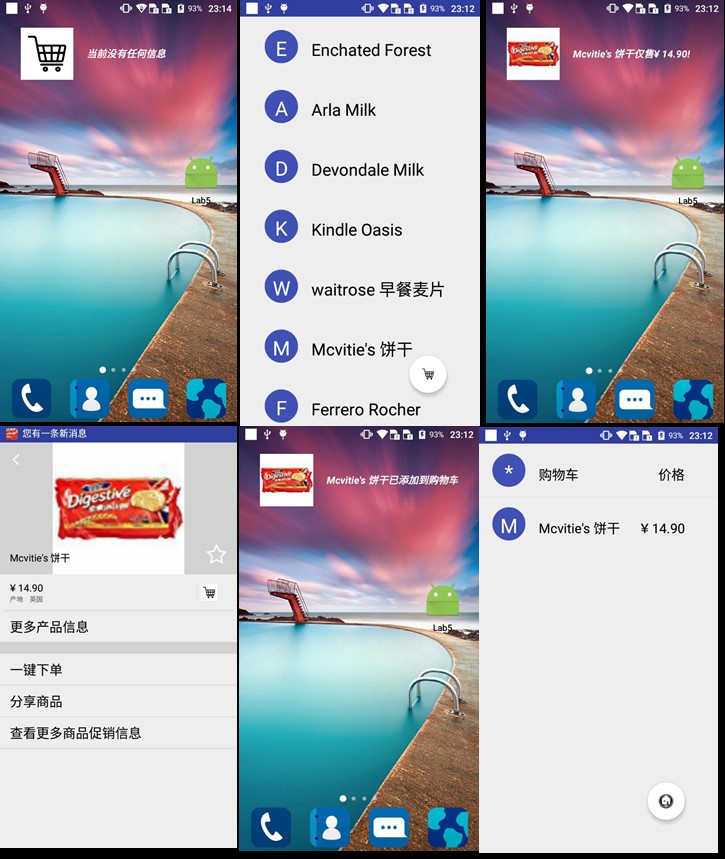 93% 23:14
当前没有任何信息
Lab5
93% 23:12
E Enchated Forest
A Arla Milk
D Devondale Milk
K Kindle Oasis
W waitrose 早餐麦片
M Mcvitie's 饼干
F Ferrero Rocher
93% 23:12
Mcvitie's 饼干仅售¥ 14.90!
Lab5
您有一条新消息
Digestive
Mcvitie's 饼干
¥ 14.90
产地 英国
更多产品信息
一键下单
分享商品
查看更多商品促销信息
93% 23:12
Mcvitie's 饼干已添加到购物车
Lab5
93% 23:12
* 购物车 价格
M Mcvitie's 饼干 ¥ 14.90